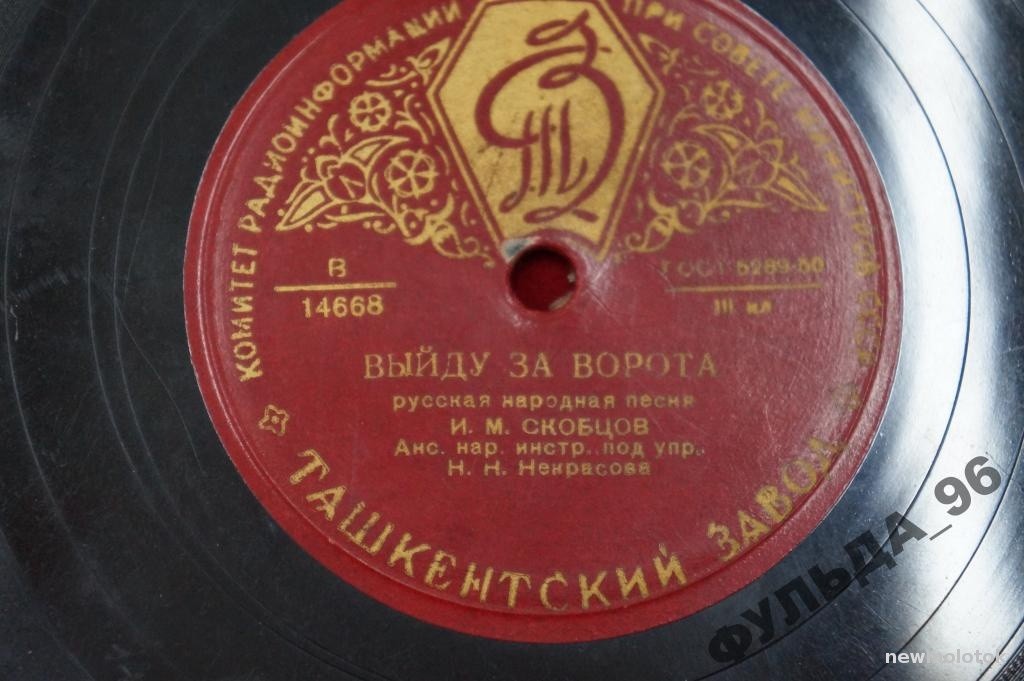 КОМИТЕТ РАДИОИНФОРМАЦИИ ПРИ СОВЕТЕ
В
14668
ГОСТ 5289-50
III кл
ВЫЙДУ ЗА ВОРОТА
русская народная песня
И. М. СКОБЦОВ
Анс. нар. инстр. под упр.
Н. Н. Некрасова
ТАШКЕНТСКИЙ ЗАВОД
ФУЛЬДА_96
newmolotok